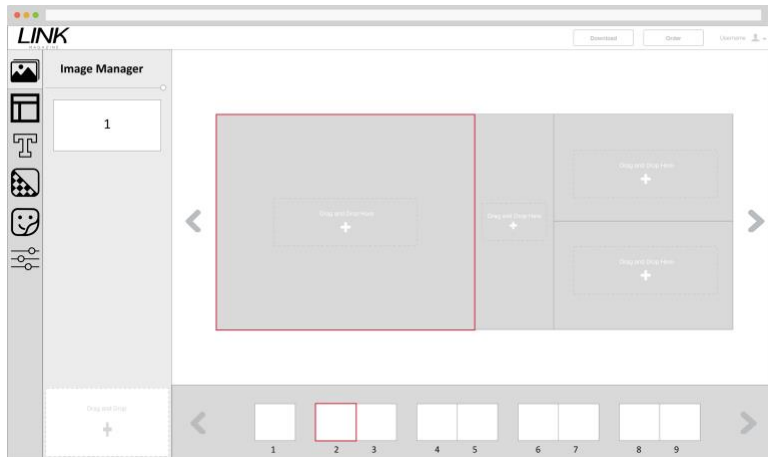 LINK
MAGAZINE
Download
Order
Username
Image Manager
1
Drag and Drop Here
Drag and Drop Here
Drag and Drop Here
Drag and Drop Here
Drag and Drop
1 2 3 4 5 6 7 8 9